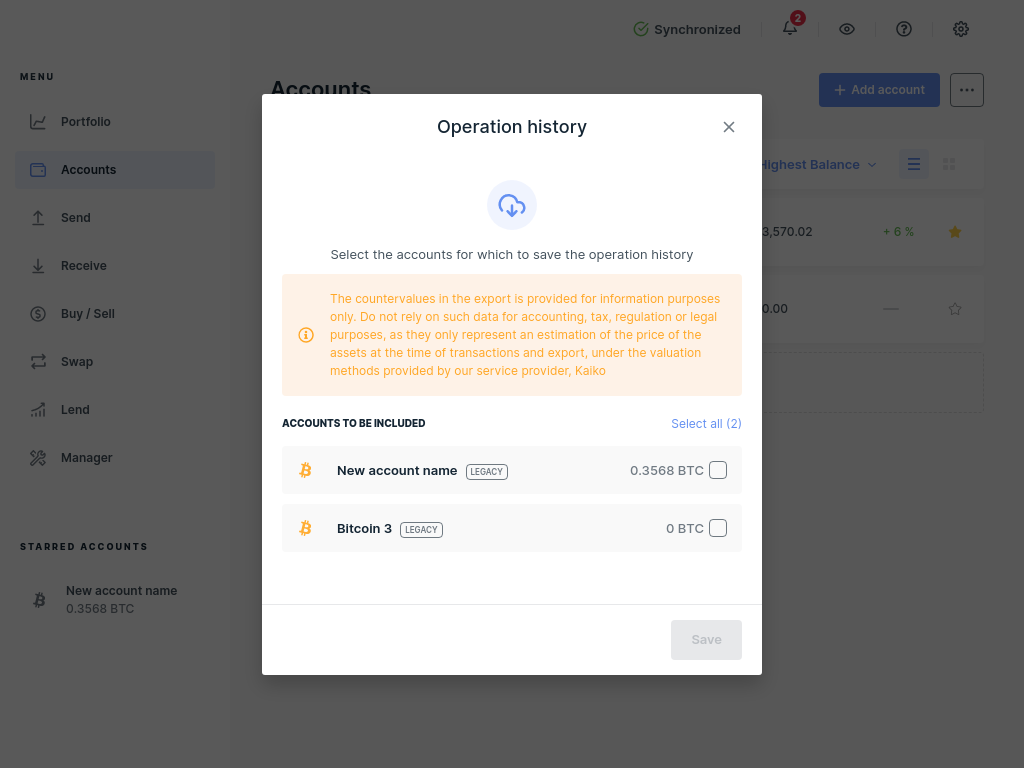 Synchronized
2
MENU
Portfolio
Accounts
Send
Receive
Buy / Sell
Swap
Lend
Manager
STARRED ACCOUNTS
New account name
0.3568 BTC
Accounts
+ Add account
Highest Balance
3,570.02
+ 6 %
0.00
—
Operation history
Select the accounts for which to save the operation history
The countervalues in the export is provided for information purposes
only. Do not rely on such data for accounting, tax, regulation or legal
purposes, as they only represent an estimation of the price of the
assets at the time of transactions and export, under the valuation
methods provided by our service provider, Kaiko
ACCOUNTS TO BE INCLUDED
Select all (2)
New account name LEGACY 0.3568 BTC
Bitcoin 3 LEGACY 0 BTC
Save